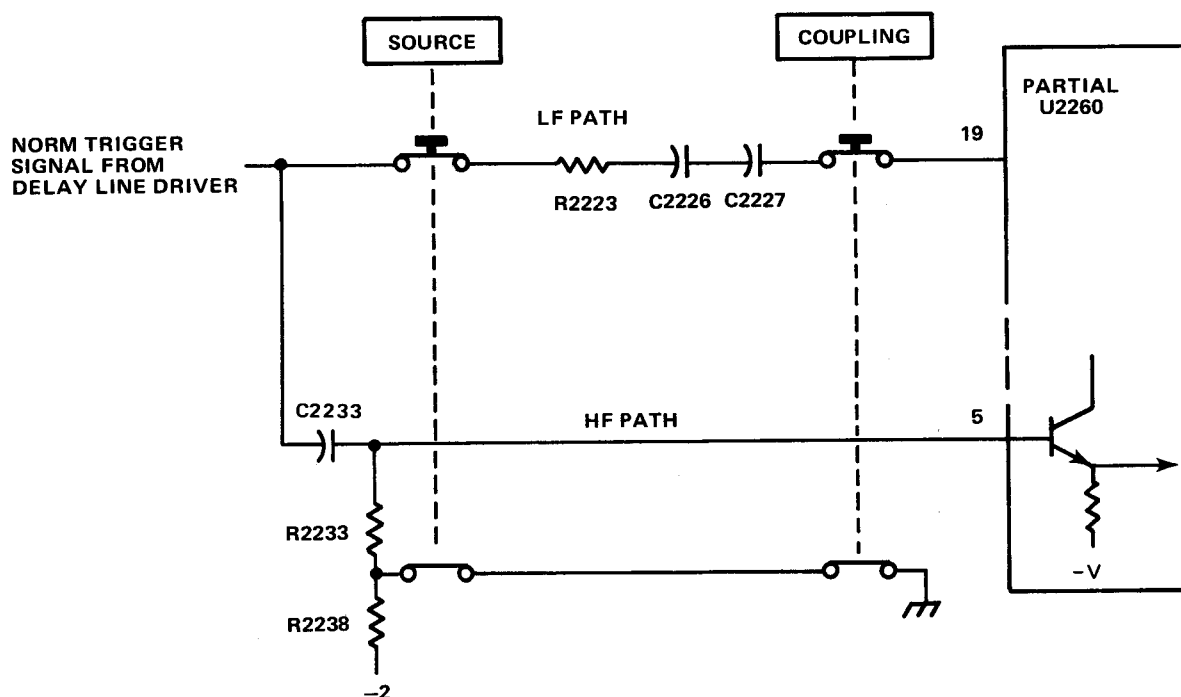 SOURCE
COUPLING
PARTIAL
U2260
NORM TRIGGER
SIGNAL FROM
DELAY LINE DRIVER
LF PATH
19
R2223
C2226
C2227
C2233
HF PATH
5
R2233
R2238
–V
–2